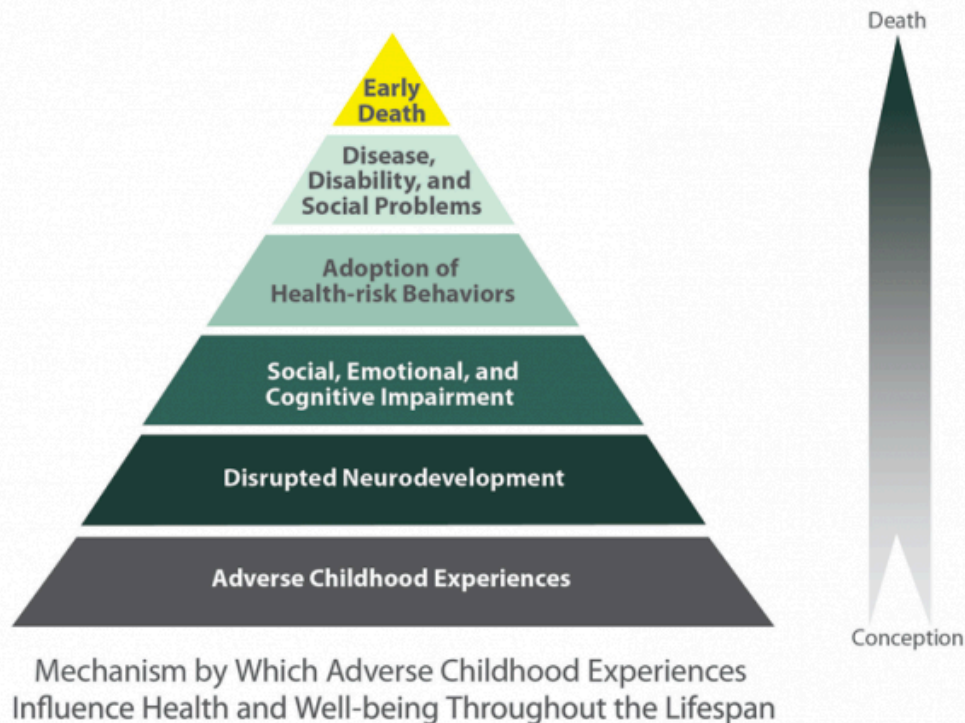 Death
Early
Death
Disease,
Disability, and
Social Problems
Adoption of
Health-risk Behaviors
Social, Emotional, and
Cognitive Impairment
Disrupted Neurodevelopment
Adverse Childhood Experiences
Conception
Mechanism by Which Adverse Childhood Experiences
Influence Health and Well-being Throughout the Lifespan